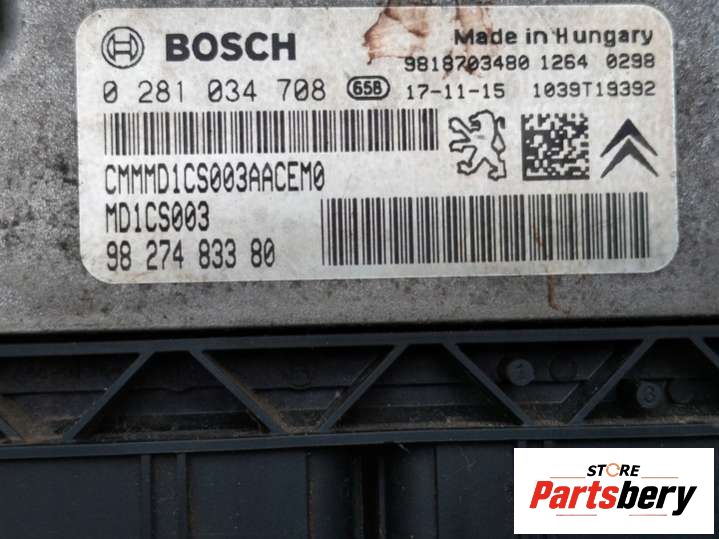 BOSCH
Made in Hungary
9818703480 1264 0298
0 281 034 708 658 17-11-15 1039T19392
CMMMD1CS003AACEM0
MD1CS003
98 274 833 80
STORE
Partsbery